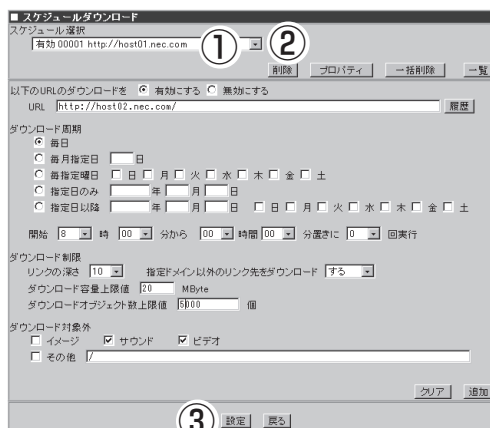 ■ スケジュールダウンロード
スケジュール選択
有効 00001 http://host01.nec.com ① ②
削除 プロパティ 一括削除 一覧
以下のURLのダウンロードを 有効にする 無効にする
URL http://host02.nec.com/ 履歴
ダウンロード周期
毎日
毎月指定日 日
毎指定曜日 日 月 火 水 木 金 土
指定日のみ 年 月 日
指定日以降 年 月 日 日 月 火 水 木 金 土
開始 8 時 00 分から 00 時間 00 分置きに 0 回実行
ダウンロード制限
リンクの深さ 10 指定ドメイン以外のリンク先をダウンロード する
ダウンロード容量上限値 20 MByte
ダウンロードオブジェクト数上限値 5000 個
ダウンロード対象外
イメージ サウンド ビデオ
その他 /
クリア 追加
③ 設定 戻る